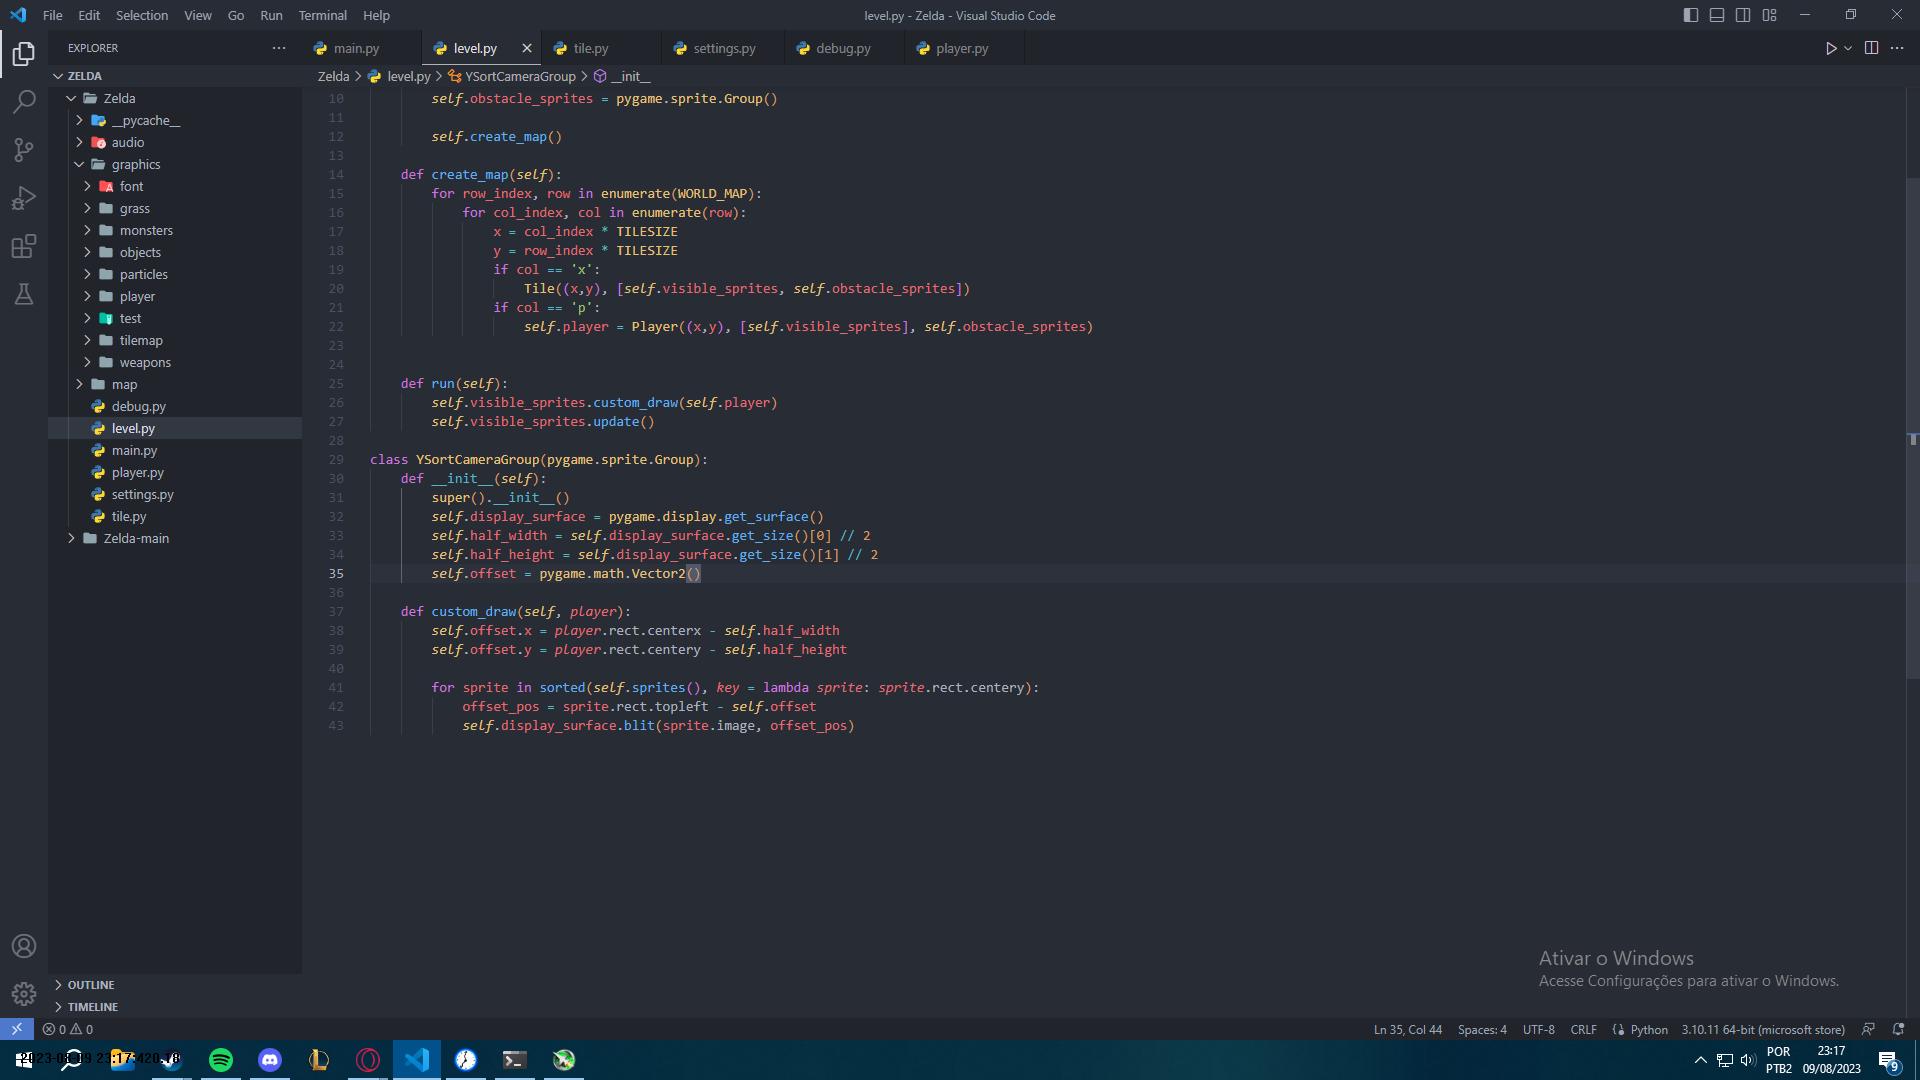 File Edit Selection View Go Run Terminal Help
level.py - Zelda - Visual Studio Code
EXPLORER
ZELDA
Zelda
__pycache__
audio
graphics
font
grass
monsters
objects
particles
player
test
tilemap
weapons
map
debug.py
level.py
main.py
player.py
settings.py
tile.py
Zelda-main
OUTLINE
TIMELINE
main.py level.py tile.py settings.py debug.py player.py
Zelda > level.py > YSortCameraGroup > __init__
10 self.obstacle_sprites = pygame.sprite.Group()
11
12 self.create_map()
13
14 def create_map(self):
15 for row_index, row in enumerate(WORLD_MAP):
16 for col_index, col in enumerate(row):
17 x = col_index * TILESIZE
18 y = row_index * TILESIZE
19 if col == 'x':
20 Tile((x,y), [self.visible_sprites, self.obstacle_sprites])
21 if col == 'p':
22 self.player = Player((x,y), [self.visible_sprites], self.obstacle_sprites)
23
24
25 def run(self):
26 self.visible_sprites.custom_draw(self.player)
27 self.visible_sprites.update()
28
29 class YSortCameraGroup(pygame.sprite.Group):
30 def __init__(self):
31 super().__init__()
32 self.display_surface = pygame.display.get_surface()
33 self.half_width = self.display_surface.get_size()[0] // 2
34 self.half_height = self.display_surface.get_size()[1] // 2
35 self.offset = pygame.math.Vector2()
36
37 def custom_draw(self, player):
38 self.offset.x = player.rect.centerx - self.half_width
39 self.offset.y = player.rect.centery - self.half_height
40
41 for sprite in sorted(self.sprites(), key = lambda sprite: sprite.rect.centery):
42 offset_pos = sprite.rect.topleft - self.offset
43 self.display_surface.blit(sprite.image, offset_pos)
Ativar o Windows
Acesse Configurações para ativar o Windows.
0 0
Ln 35, Col 44 Spaces: 4 UTF-8 CRLF Python 3.10.11 64-bit (microsoft store)
POR
PTB2
23:17
09/08/2023
9